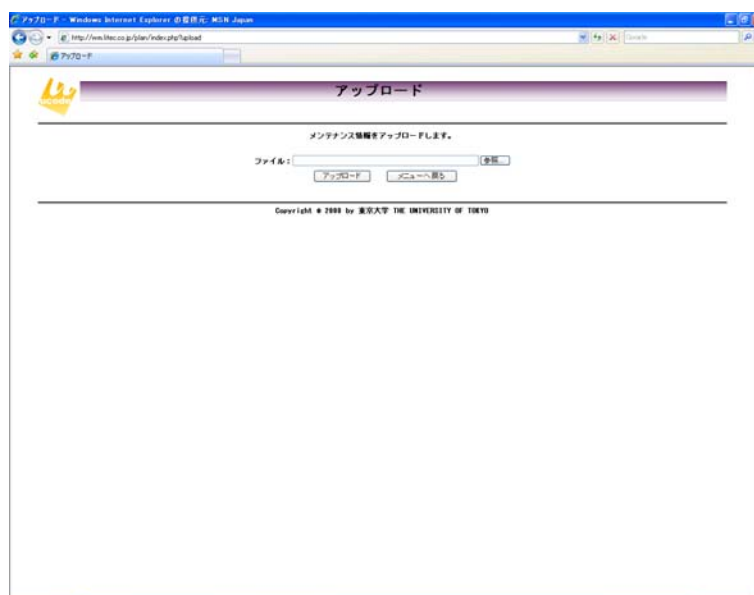 アップロード - Windows Internet Explorer の提供元: MSN Japan
アップロード
ucode
アップロード
メンテナンス情報をアップロードします。
ファイル：
参照...
アップロード
メニューへ戻る
by 東京大学 THE UNIVERSITY OF TOKYO